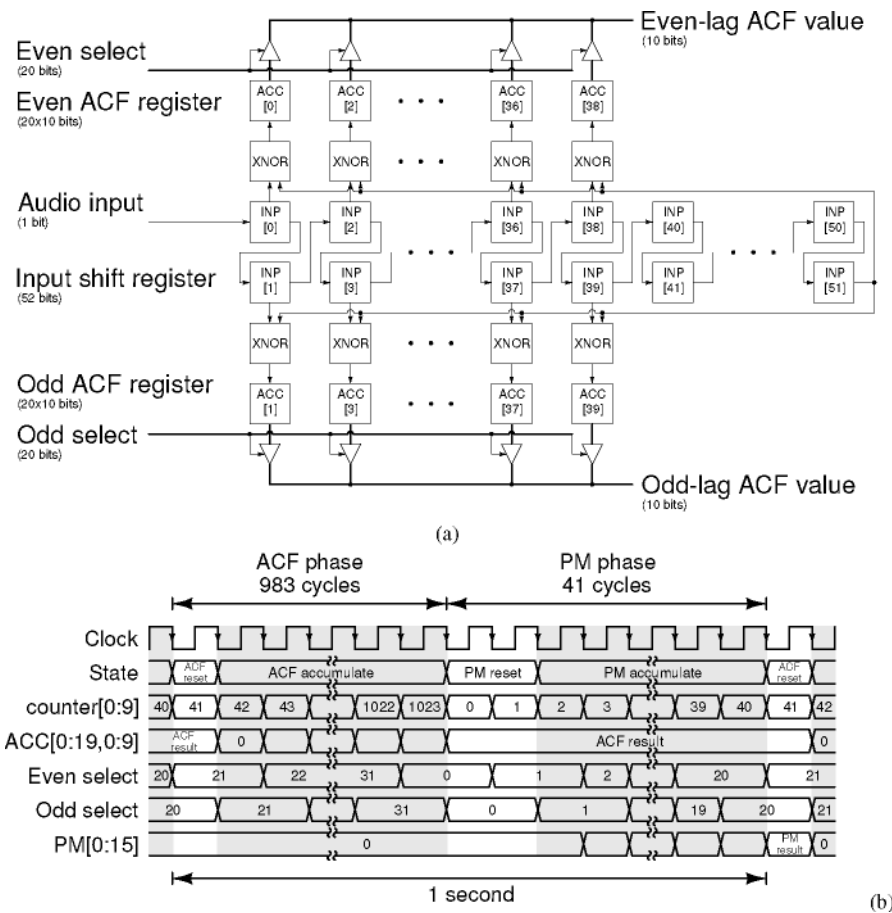 Even-lag ACF value
(10 bits)
Even select
(20 bits)
Even ACF register
(20x10 bits)
ACC [0] ACC [2] • • • ACC [36] ACC [38]
XNOR XNOR • • • XNOR XNOR
Audio input
(1 bit)
INP [0] INP [2] • • • INP [36] INP [38] INP [40] • • • INP [50]
Input shift register
(52 bits)
INP [1] INP [3] INP [37] INP [39] INP [41] INP [51]
XNOR XNOR • • • XNOR XNOR
Odd ACF register
(20x10 bits)
ACC [1] ACC [3] • • • ACC [37] ACC [39]
Odd select
(20 bits)
Odd-lag ACF value
(10 bits)
(a)
ACF phase
983 cycles
PM phase
41 cycles
Clock
State ACF reset ACF accumulate PM reset PM accumulate ACF reset
counter[0:9] 40 41 42 43 1022 1023 0 1 2 3 39 40 41 42
ACC[0:19,0:9] ACF result 0 ACF result 0
Even select 20 21 22 31 0 1 2 20 21
Odd select 20 21 31 0 1 19 20 21
PM[0:15] 0 PM result 0
1 second
(b)